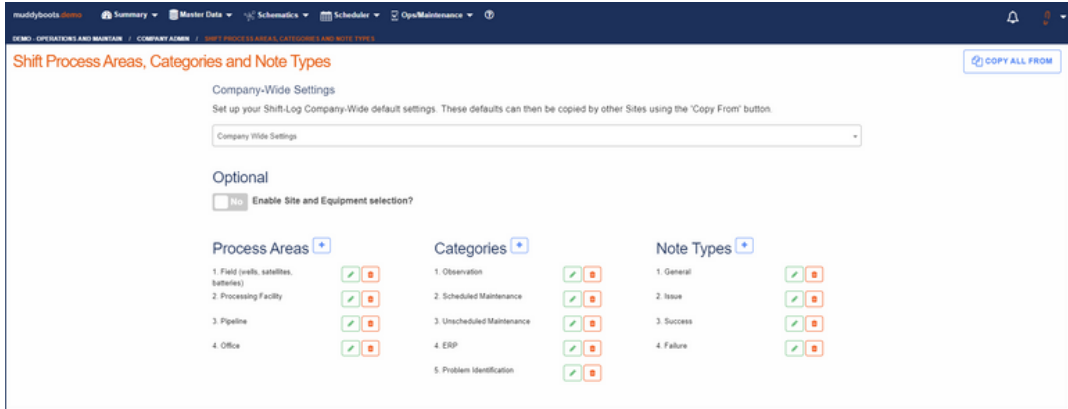 muddyboots.demo Summary Master Data Schematics Scheduler Ops/Maintenance
DEMO - OPERATIONS AND MAINTAIN / COMPANY ADMIN / SHIFT PROCESS AREAS, CATEGORIES AND NOTE TYPES
Shift Process Areas, Categories and Note Types
COPY ALL FROM
Company-Wide Settings
Set up your Shift-Log Company-Wide default settings. These defaults can then be copied by other Sites using the 'Copy From' button.
Company Wide Settings
Optional
No Enable Site and Equipment selection?
Process Areas +
1. Field (wells, satellites,
batteries)
2. Processing Facility
3. Pipeline
4. Office
Categories +
1. Observation
2. Scheduled Maintenance
3. Unscheduled Maintenance
4. ERP
5. Problem Identification
Note Types +
1. General
2. Issue
3. Success
4. Failure